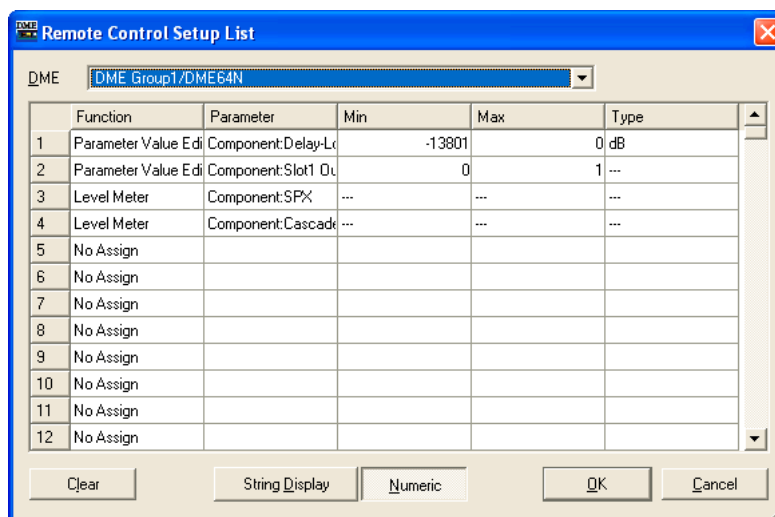 Remote Control Setup List
DME DME Group1/DME64N
Function Parameter Min Max Type
1 Parameter Value Edi Component:Delay-Lo -13801 0 dB
2 Parameter Value Edi Component:Slot1 Ou 0 1 ---
3 Level Meter Component:SPX --- --- ---
4 Level Meter Component:Cascade --- --- ---
5 No Assign
6 No Assign
7 No Assign
8 No Assign
9 No Assign
10 No Assign
11 No Assign
12 No Assign
Clear String Display Numeric OK Cancel